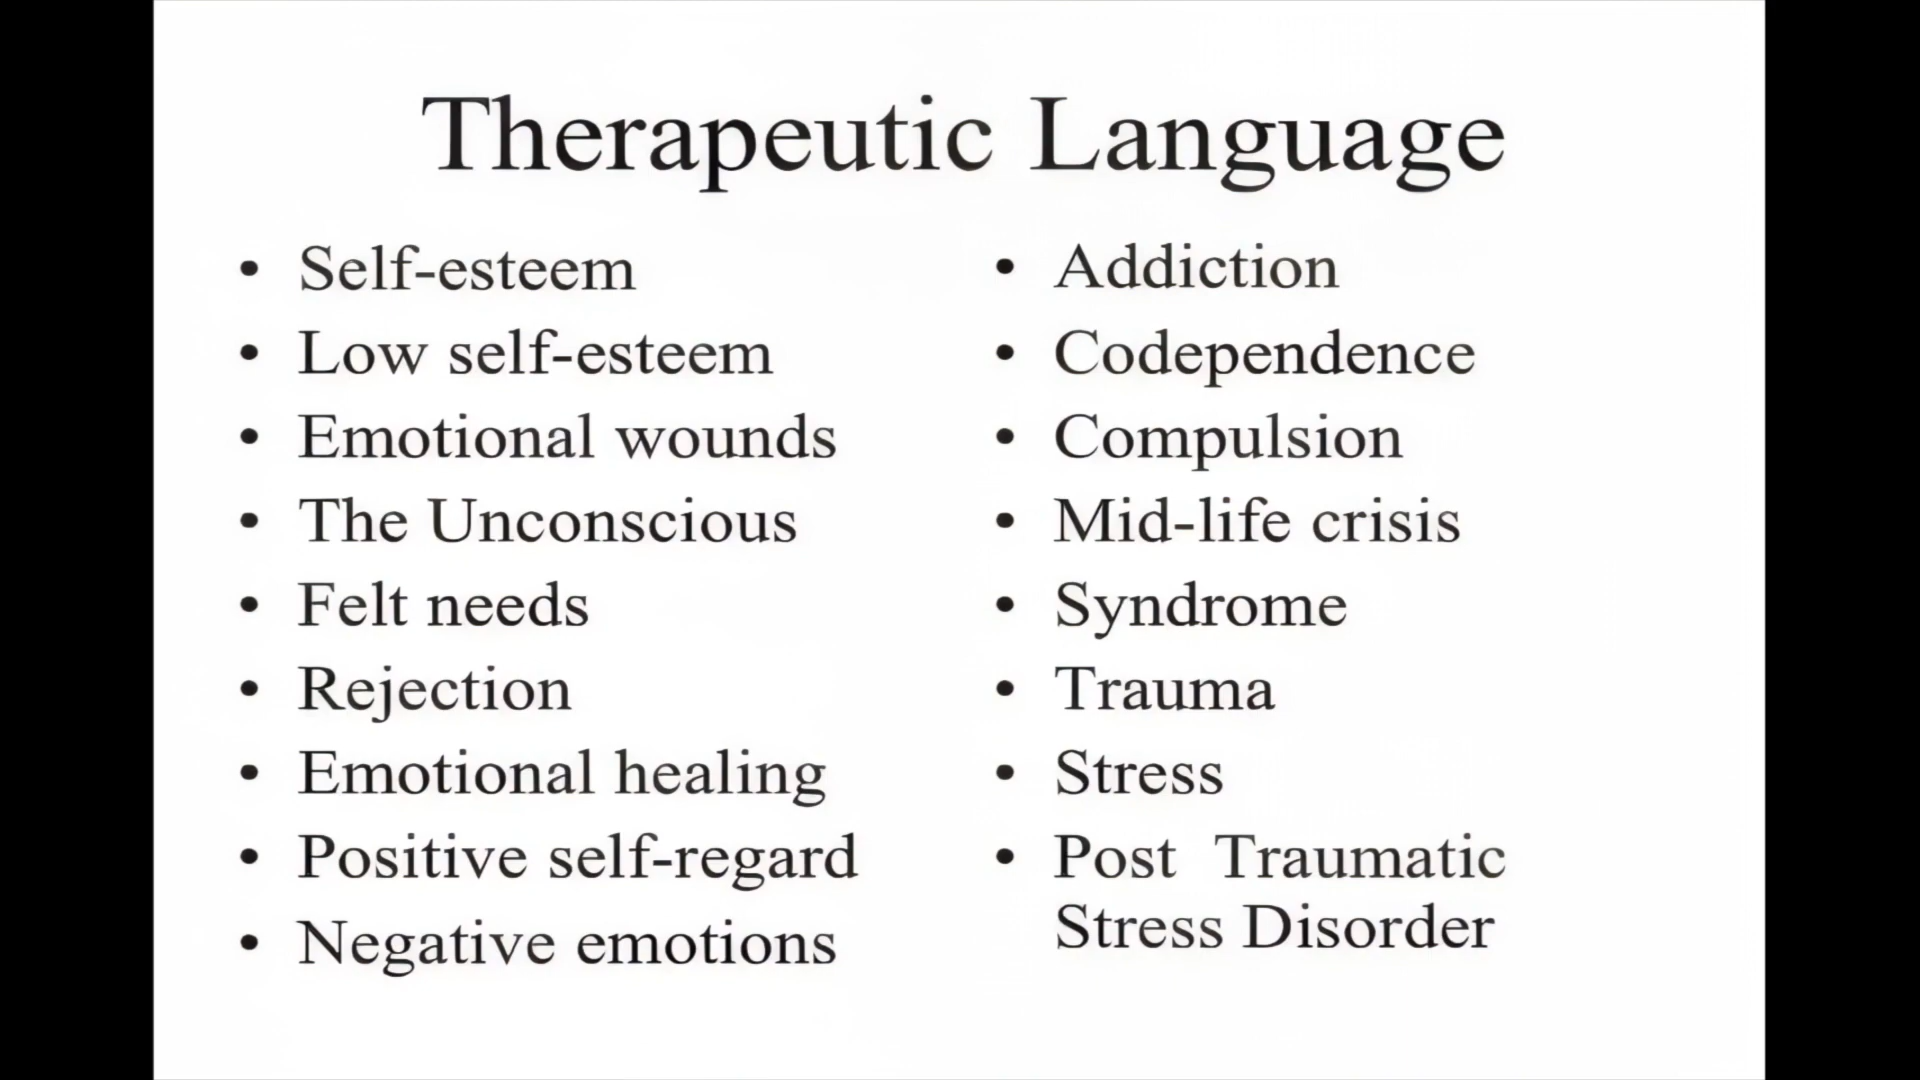 Therapeutic Language
• Self-esteem
• Low self-esteem
• Emotional wounds
• The Unconscious
• Felt needs
• Rejection
• Emotional healing
• Positive self-regard
• Negative emotions
• Addiction
• Codependence
• Compulsion
• Mid-life crisis
• Syndrome
• Trauma
• Stress
• Post Traumatic
Stress Disorder